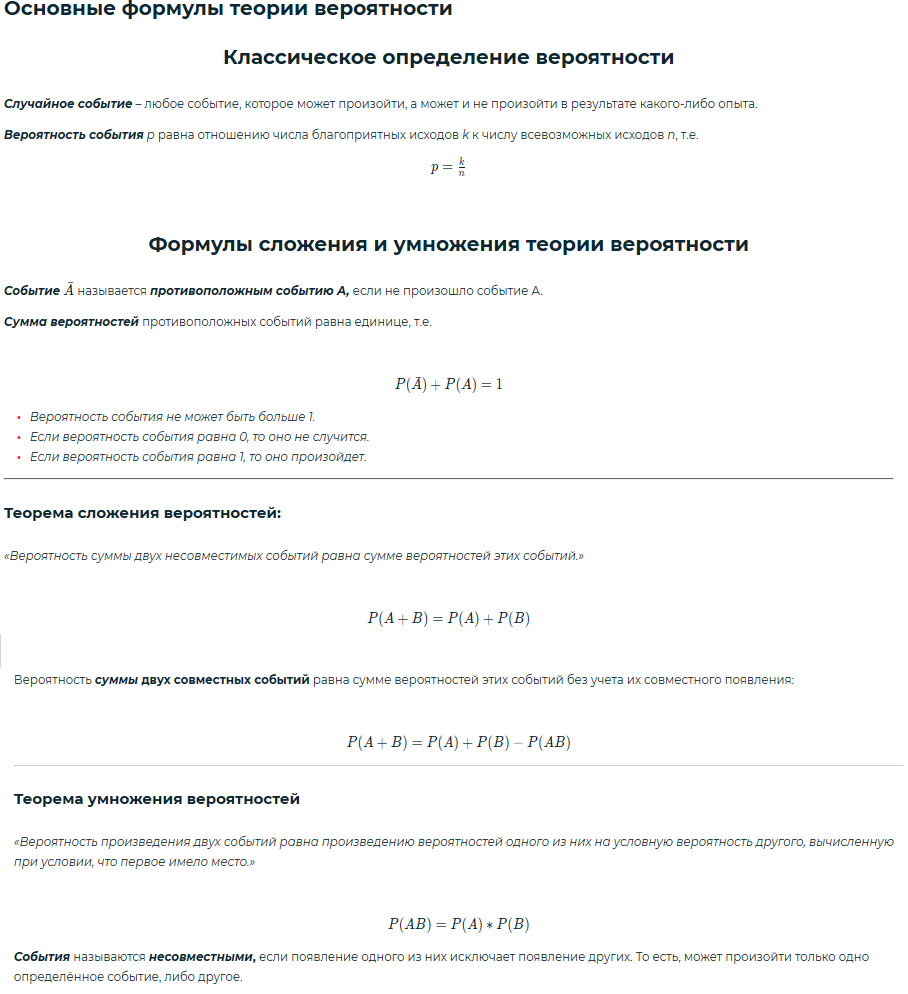 Основные формулы теории вероятности
Классическое определение вероятности
Случайное событие – любое событие, которое может произойти, а может и не произойти в результате какого-либо опыта.
Вероятность события p равна отношению числа благоприятных исходов k к числу всевозможных исходов n, т.е.
p = k/n
Формулы сложения и умножения теории вероятности
Событие Ā называется противоположным событию A, если не произошло событие A.
Сумма вероятностей противоположных событий равна единице, т.е.
P(Ā) + P(A) = 1
• Вероятность события не может быть больше 1.
• Если вероятность события равна 0, то оно не случится.
• Если вероятность события равна 1, то оно произойдет.
Теорема сложения вероятностей:
«Вероятность суммы двух несовместимых событий равна сумме вероятностей этих событий.»
P(A + B) = P(A) + P(B)
Вероятность суммы двух совместных событий равна сумме вероятностей этих событий без учета их совместного появления:
P(A + B) = P(A) + P(B) − P(AB)
Теорема умножения вероятностей
«Вероятность произведения двух событий равна произведению вероятностей одного из них на условную вероятность другого, вычисленную
при условии, что первое имело место.»
P(AB) = P(A) ∗ P(B)
События называются несовместными, если появление одного из них исключает появление других. То есть, может произойти только одно
определённое событие, либо другое.